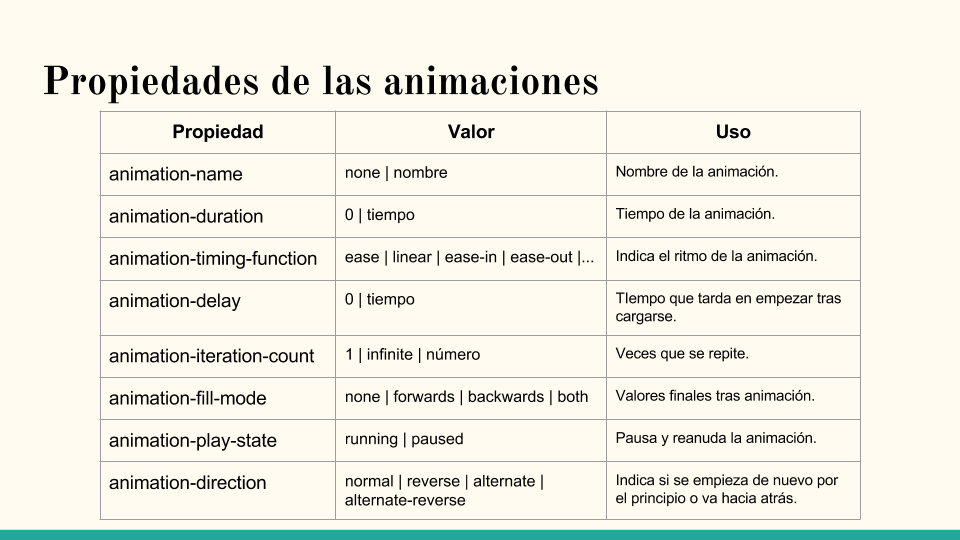 Propiedades de las animaciones
Propiedad Valor Uso
animation-name none | nombre Nombre de la animación.
animation-duration 0 | tiempo Tiempo de la animación.
animation-timing-function ease | linear | ease-in | ease-out |... Indica el ritmo de la animación.
animation-delay 0 | tiempo TIempo que tarda en empezar tras
cargarse.
animation-iteration-count 1 | infinite | número Veces que se repite.
animation-fill-mode none | forwards | backwards | both Valores finales tras animación.
animation-play-state running | paused Pausa y reanuda la animación.
animation-direction normal | reverse | alternate | Indica si se empieza de nuevo por
alternate-reverse el principio o va hacia atrás.